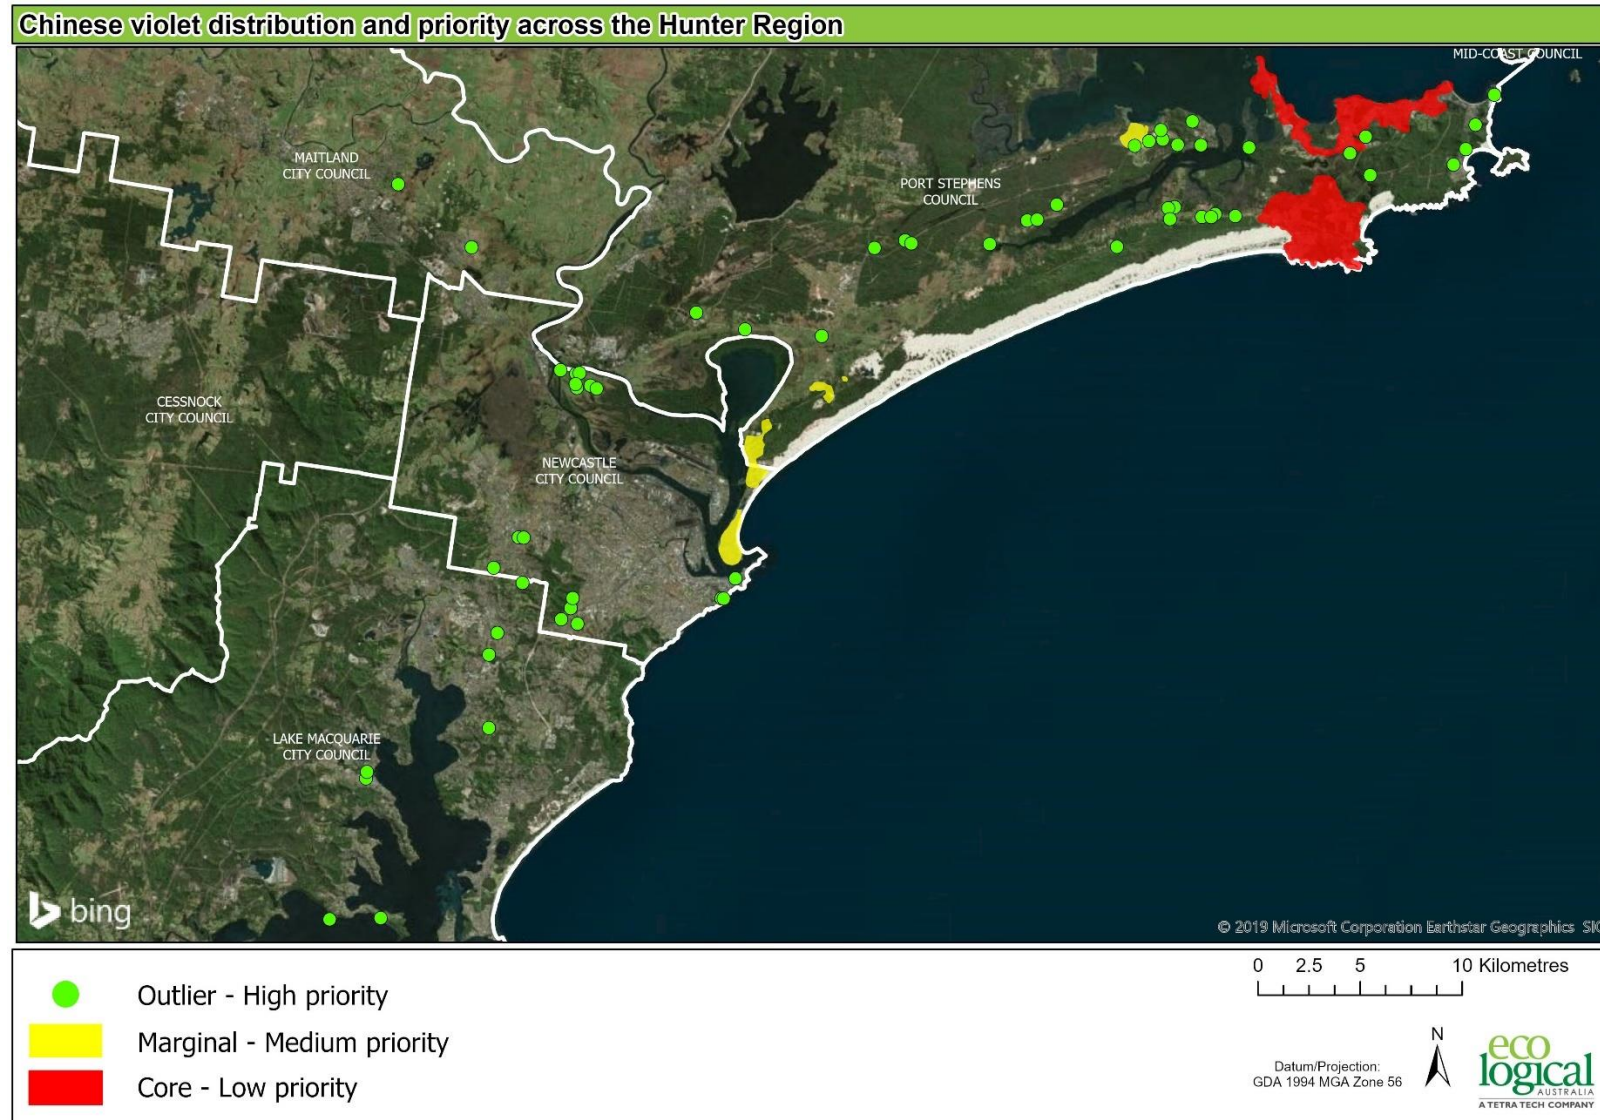 Chinese violet distribution and priority across the Hunter Region
MID-COAST COUNCIL
MAITLAND
CITY COUNCIL
PORT STEPHENS
COUNCIL
CESSNOCK
CITY COUNCIL
NEWCASTLE
CITY COUNCIL
LAKE MACQUARIE
CITY COUNCIL
bing
© 2019 Microsoft Corporation Earthstar Geographics SIO
Outlier - High priority
Marginal - Medium priority
Core - Low priority
0 2.5 5 10 Kilometres
N
Datum/Projection:
GDA 1994 MGA Zone 56
eco
logical
AUSTRALIA
A TETRA TECH COMPANY